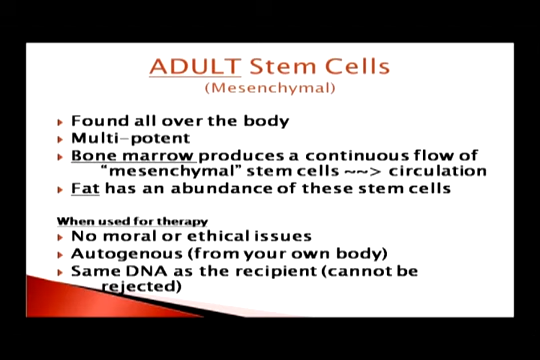 ADULT Stem Cells
(Mesenchymal)
Found all over the body
Multi-potent
Bone marrow produces a continuous flow of
"mesenchymal" stem cells ~~> circulation
Fat has an abundance of these stem cells
When used for therapy
No moral or ethical issues
Autogenous (from your own body)
Same DNA as the recipient (cannot be
rejected)